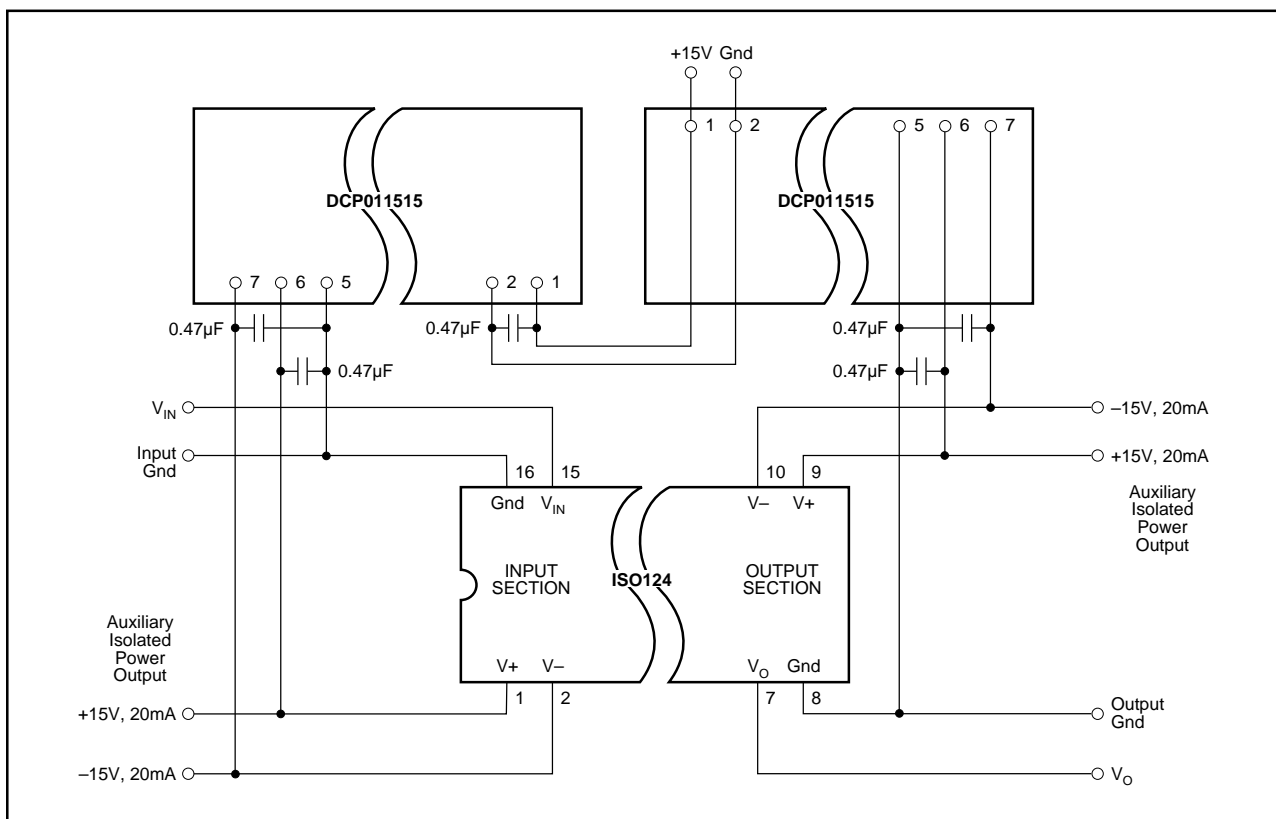 +15V Gnd
1 2 5 6 7
DCP011515 DCP011515
7 6 5 2 1
0.47µF 0.47µF 0.47µF
0.47µF 0.47µF
V_IN –15V, 20mA
Input
Gnd
+15V, 20mA
16 15 10 9
Gnd V_IN V– V+
Auxiliary
Isolated
Power
Output
INPUT
SECTION
ISO124
OUTPUT
SECTION
Auxiliary
Isolated
Power
Output
V+ V– V_O Gnd
1 2 7 8
+15V, 20mA
Output
Gnd
–15V, 20mA V_O